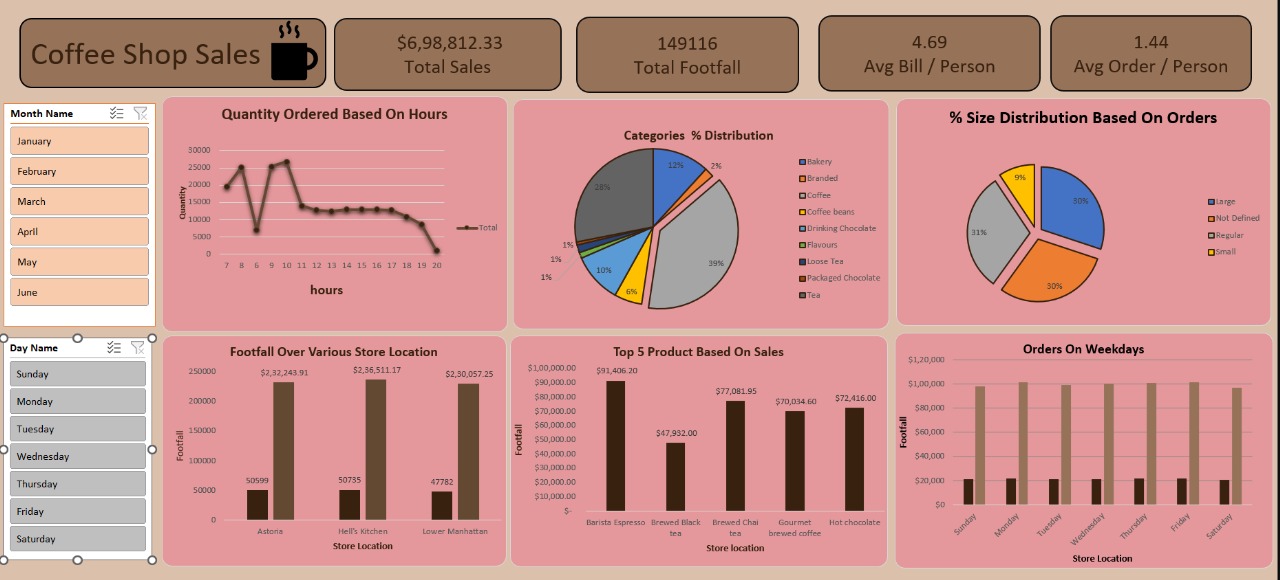 Coffee Shop Sales
$6,98,812.33
Total Sales
149116
Total Footfall
4.69
Avg Bill / Person
1.44
Avg Order / Person
Month Name
January
February
March
April
May
June
Day Name
Sunday
Monday
Tuesday
Wednesday
Thursday
Friday
Saturday
Quantity Ordered Based On Hours
Quantity
30000
25000
20000
15000
10000
5000
0
7 8 6 9 10 11 12 13 14 15 16 17 18 19 20
Total
hours
Categories % Distribution
12%
2%
39%
6%
10%
1%
1%
1%
28%
Bakery
Branded
Coffee
Coffee beans
Drinking Chocolate
Flavours
Loose Tea
Packaged Chocolate
Tea
% Size Distribution Based On Orders
30%
30%
31%
9%
Large
Not Defined
Regular
Small
Footfall Over Various Store Location
Footfall
250000
200000
150000
100000
50000
0
$2,32,243.91
$2,36,511.17
$2,30,057.25
50599
50735
47782
Astoria
Hell's Kitchen
Lower Manhattan
Store Location
Top 5 Product Based On Sales
Footfall
$1,00,000.00
$90,000.00
$80,000.00
$70,000.00
$60,000.00
$50,000.00
$40,000.00
$30,000.00
$20,000.00
$10,000.00
$-
$91,406.20
$47,932.00
$77,081.95
$70,034.60
$72,416.00
Barista Espresso
Brewed Black
tea
Brewed Chai
tea
Gourmet
brewed coffee
Hot chocolate
Store location
Orders On Weekdays
Footfall
$1,20,000
$1,00,000
$80,000
$60,000
$40,000
$20,000
$0
Sunday
Monday
Tuesday
Wednesday
Thursday
Friday
Saturday
Store Location